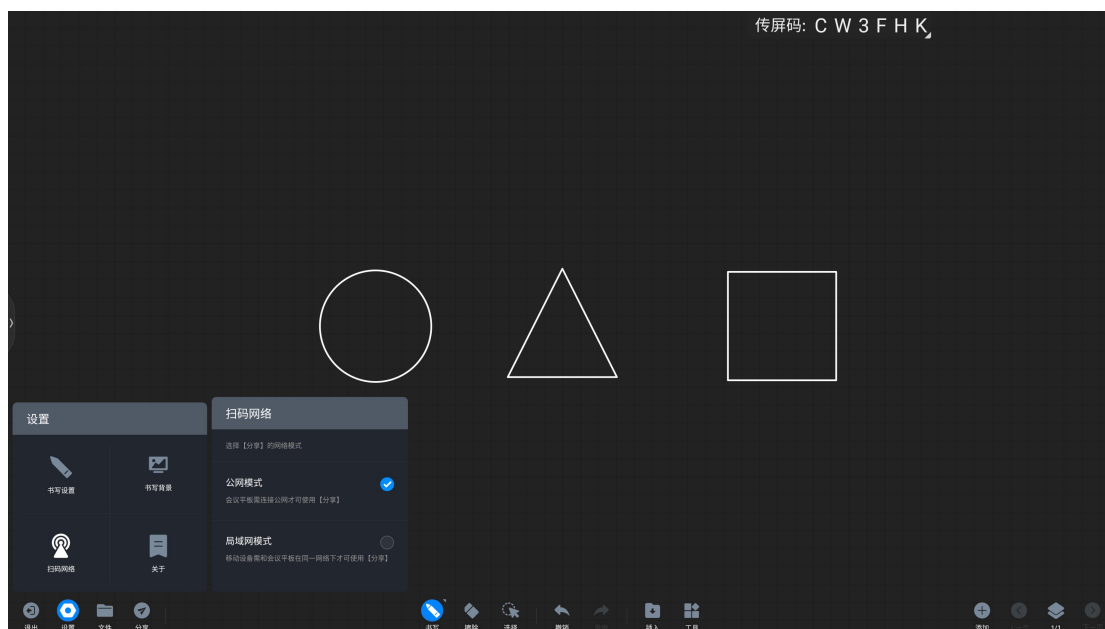 传屏码: C W 3 F H K
设置
书写设置
书写背景
扫码网络
关于
扫码网络
选择【分享】的网络模式
公网模式
会议平板需连接公网才可使用【分享】
局域网模式
移动设备需和会议平板在同一网络下才可使用【分享】
退出 设置 文件 分享 书写 擦除 选择 撤销 插入 工具 添加 1/1